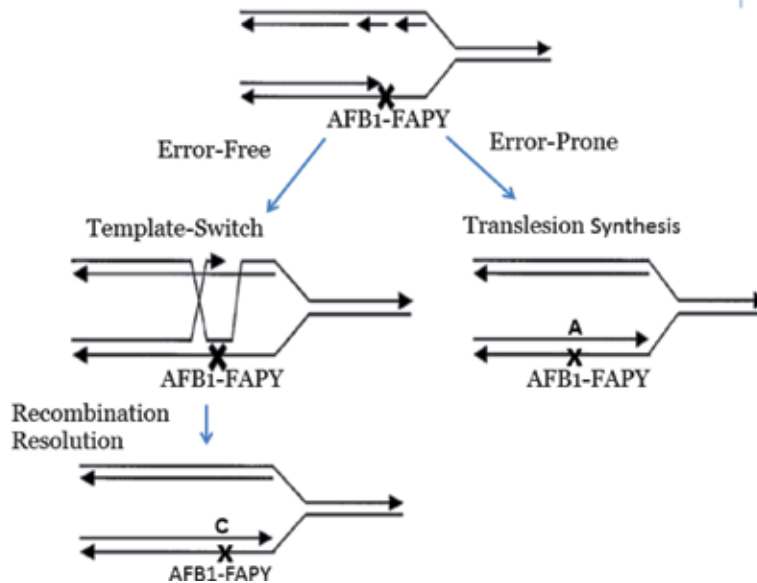 AFB1-FAPY
Error-Free
Error-Prone
Template-Switch
Translesion Synthesis
A
AFB1-FAPY
AFB1-FAPY
Recombination
Resolution
C
AFB1-FAPY